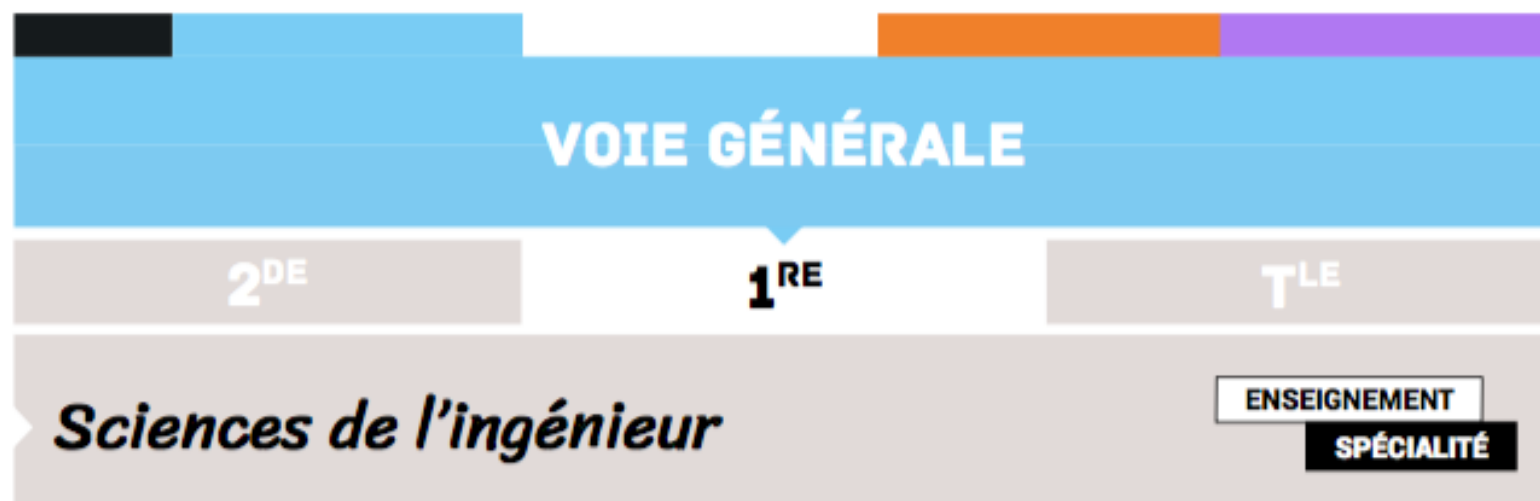 VOIE GÉNÉRALE
2DE 1RE TLE
Sciences de l'ingénieur
ENSEIGNEMENT
SPÉCIALITÉ